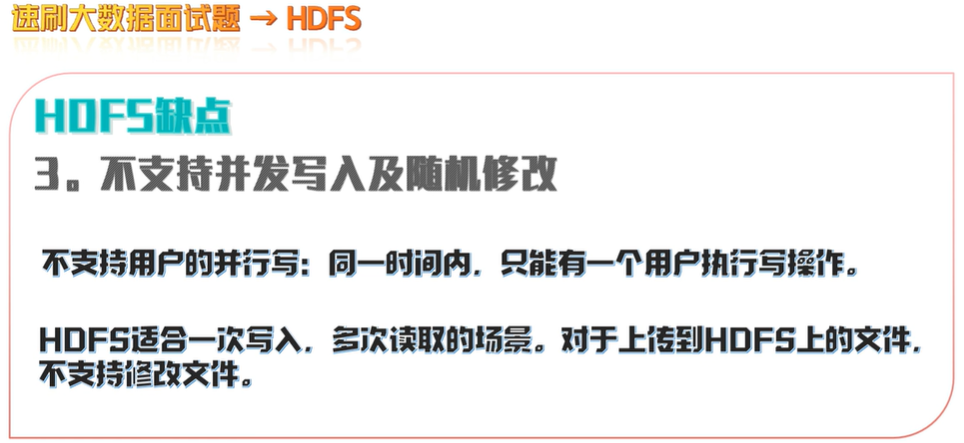 速刷大数据面试题 → HDFS
HDFS缺点
3。不支持并发写入及随机修改
不支持用户的并行写：同一时间内，只能有一个用户执行写操作。
HDFS适合一次写入，多次读取的场景。对于上传到HDFS上的文件，
不支持修改文件。